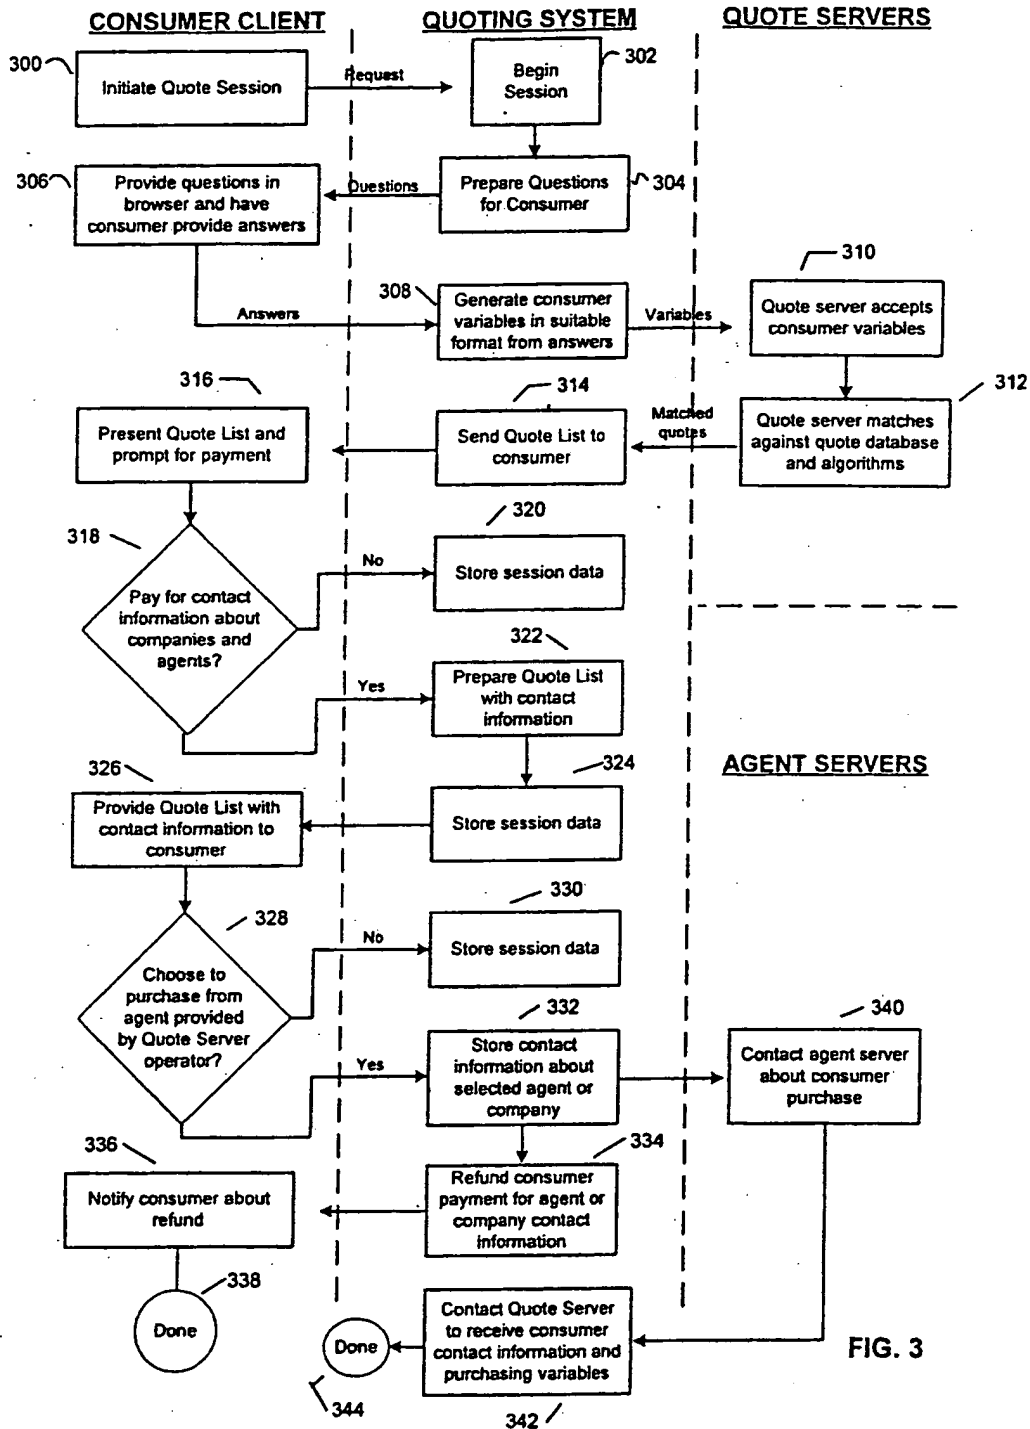 CONSUMER CLIENT
QUOTING SYSTEM
QUOTE SERVERS
300
Initiate Quote Session
Request
302
Begin
Session
306
Provide questions in
browser and have
consumer provide answers
Questions
Prepare Questions
for Consumer
304
310
Answers
308
Generate consumer
variables in suitable
format from answers
Variables
Quote server accepts
consumer variables
316
314
312
Present Quote List and
prompt for payment
Send Quote List to
consumer
Matched
quotes
Quote server matches
against quote database
and algorithms
318
320
Pay for contact
information about
companies and
agents?
No
Store session data
322
Yes
Prepare Quote List
with contact
information
326
324
AGENT SERVERS
Provide Quote List with
contact information to
consumer
Store session data
328
330
Choose to
purchase from
agent provided
by Quote Server
operator?
No
Store session data
332
340
Yes
Store contact
information about
selected agent or
company
Contact agent server
about consumer
purchase
336
334
Notify consumer about
refund
Refund consumer
payment for agent or
company contact
information
338
Done
Done
Contact Quote Server
to receive consumer
contact information and
purchasing variables
344
342
FIG. 3